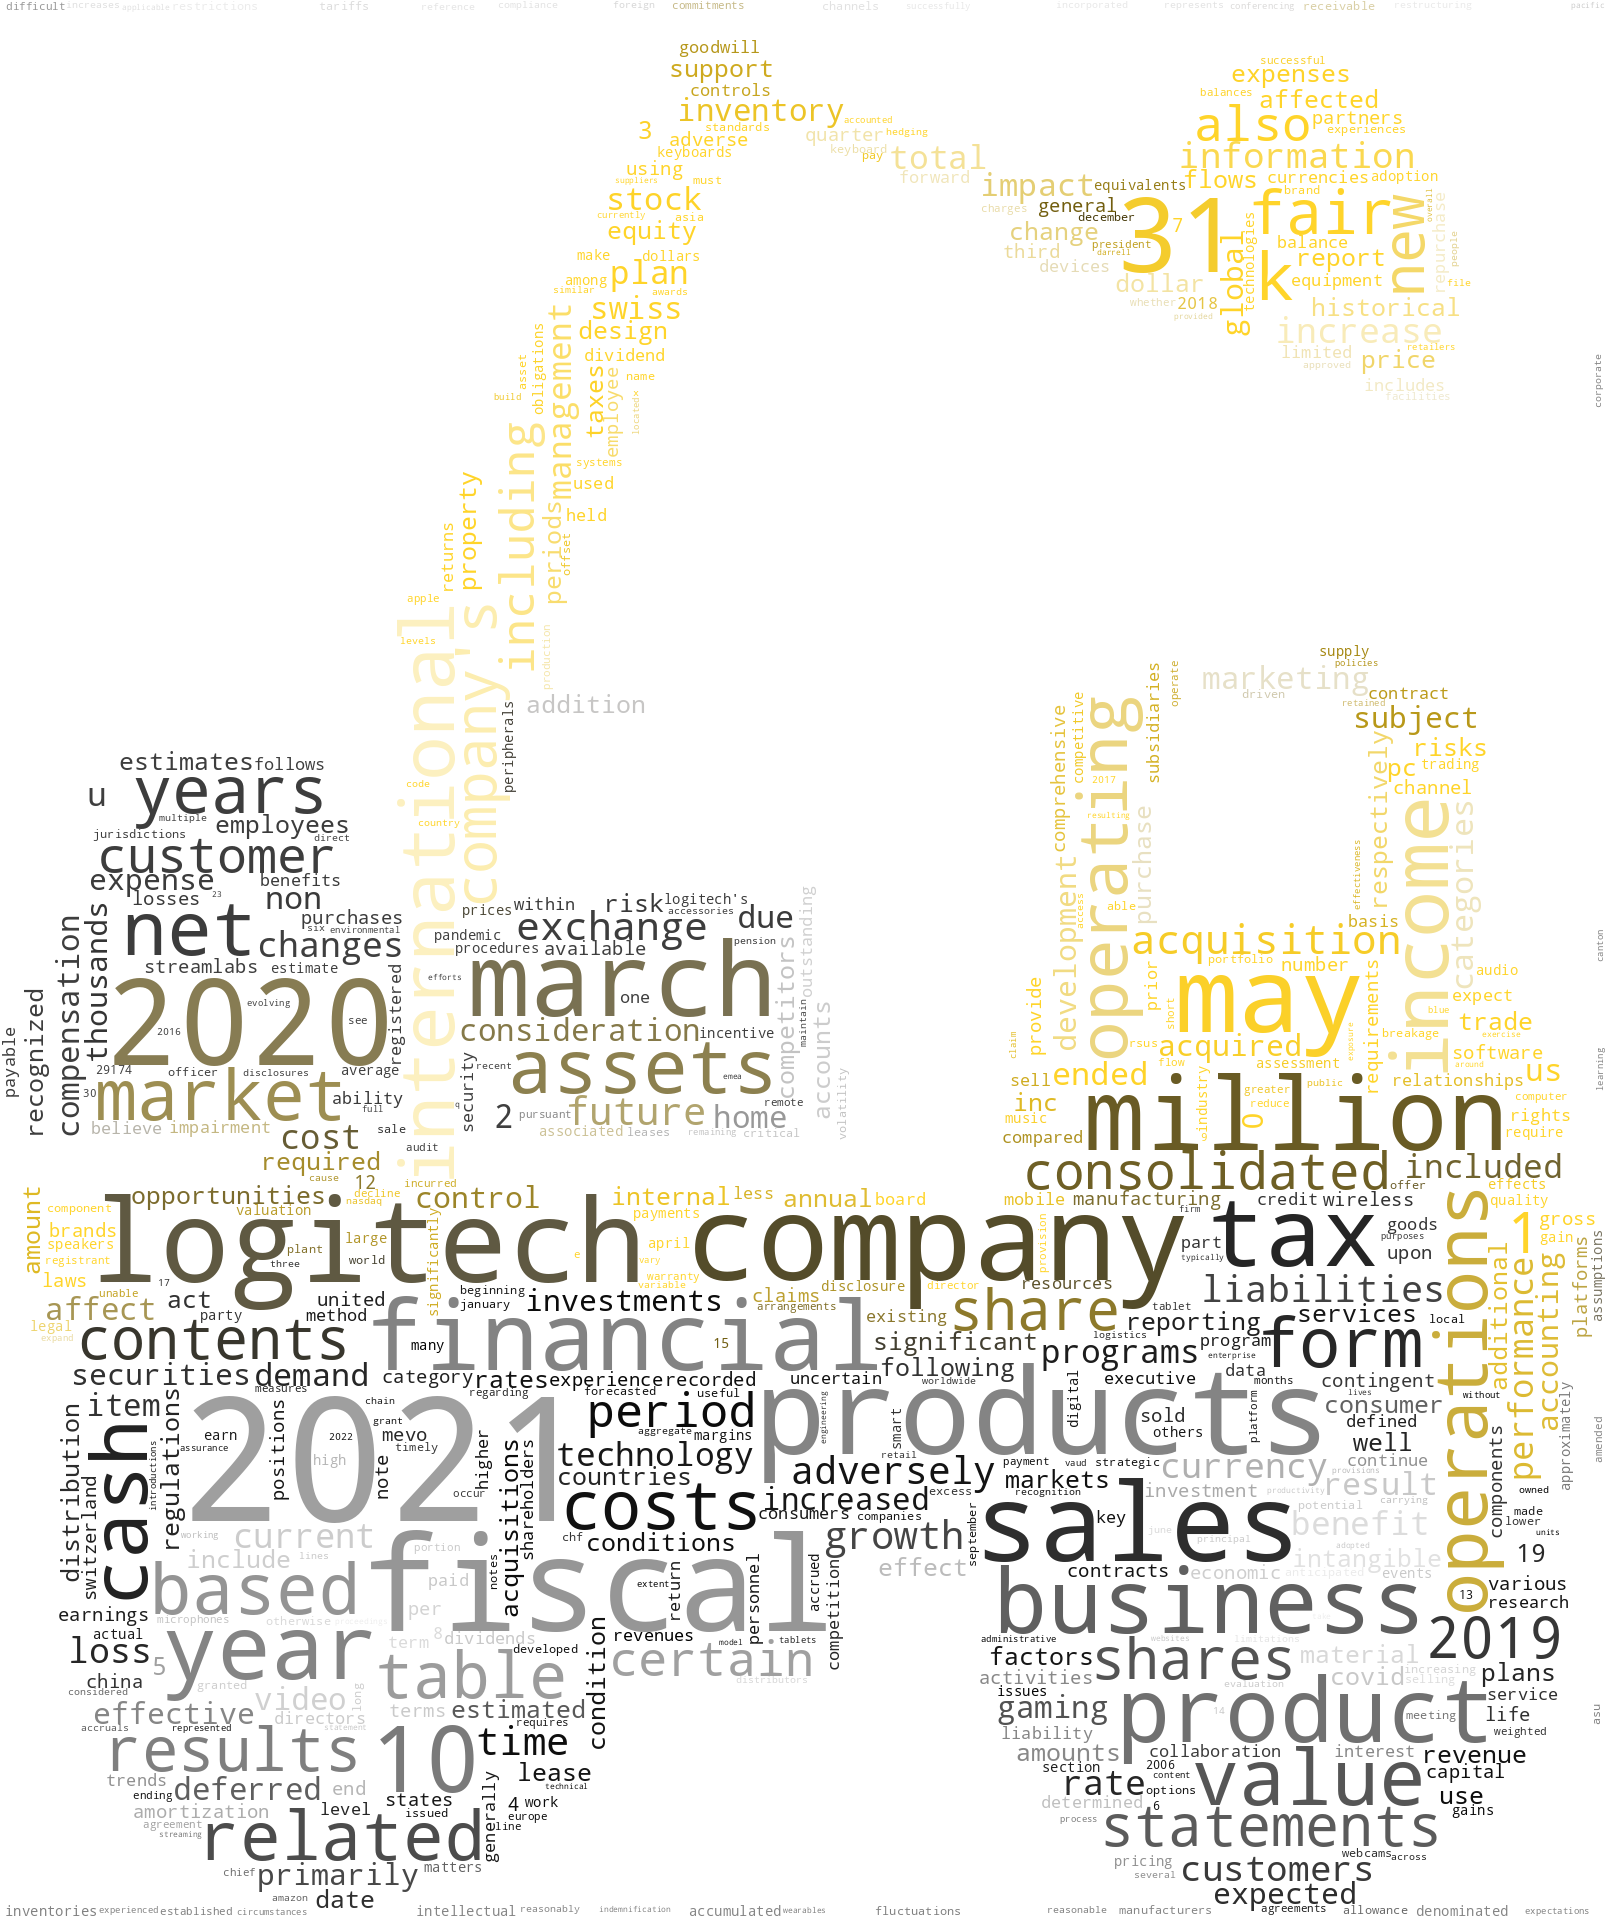 difficult increases applicable restrictions tariffs reference compliance foreign commitments channels successfully incorporated represents conferencing receivable restructuring pacific
goodwill
support
controls
inventory
3 adverse standards
keyboards
using
suppliers must
stock
currently asia
equity
make dollars
plan
among
similar awards
swiss
design
dividend
asset taxes employee name
build
obligations management
located
including
systems
used
property
periods held
returns offset
apple
international company's
levels production
accounted
quarter hedging
keyboard pay total
forward
impact equivalents
charges general december
change president
third darrell
devices
31 7
dollar
whether 2018
provided
successful
expenses
balances affected
also partners
experiences
information
flows currencies adoption
brand
fair
global technologies balance
k report
equipment
new repurchase overall people
file
historical
increase
limited retailers
approved price
includes
facilities
corporate
addition
peripherals
code
country
estimates follows
u years
multiple
jurisdictions employees
direct
customer
expense benefits
losses 23 non
net purchases
six environmental
changes
streamlabs estimate
compensation thousands
2020 evolving
2016 see
registered
recognized payable
29174 officer disclosures average
30 market ability
full
believe impairment
sale
cost
required
cause 12
audit
prices within risk logitech's
accessories
exchange due
pandemic
procedures available pension
efforts march
one
consideration incentive
competitors outstanding
accounts maintain
recent assets
emea
security q
2 pursuant future home remote
associated leases remaining critical
volatility
incurred
supply
policies
marketing
driven
retained contract
subject
risks
pc trading
channel
operate
subsidiaries
comprehensive competitive
operating
2017
resulting
purchase
development
access
able
respectively
effectiveness
income categories
basis
acquisition
portfolio number
prior short
may
provide
claim
rsus
acquired
flow assessment
ended
exposure requirements
audio
expect
blue
breakage trade
exercise
software
around
canton
learning
relationships us
computer
rights
require
sell
inc
music
compared
industry
greater public
reduce
0
6
million
consolidated included
offer
opportunities decline
nasdaq
control internal less annual board
payments
mobile manufacturing credit wireless effects
quality
firm
amount component
brands
speakers
registrant
valuation
large
plant
three world
logitech company
april
e vary
warranty
variable
significantly
provision
part tax
typically
goods
purposes
upon
operations
1 gross
gain
laws 17
unable
affect act united
party method
legal
expand
beginning
january investments
claims disclosure director resources
arrangements
existing share
liabilities
tablet services
reporting local
contents financial
many 15
significant logistics program form
additional performance accounting platforms assumptions
securities demand category rates experience recorded uncertain following
worldwide programs enterprise
executive data months contingent
lives without
measures regarding forecasted useful
item chain
2021 period
aggregate margins
products
engineering
smart
retail
digital
sold
others
platform
consumer
defined
well
continue
approximately amended
cash distribution switzerland
introductions regulations
earn
assurance
positions
grant
2022 mevo
high timely
note
occur higher
acquisitions shareholders
technology
countries
adversely payment vaud strategic
markets currency provisions
recognition investment productivity result
carrying
excess
costs increased
consumers companies
chf conditions
growth
effect
september
sales
key
june potential benefit
principal
adopted
components owned
made
lower
units
19
working current
include lines portion
fiscal
notes
paid
extent return personnel accrued competition
contracts economic intangible
anticipated events
13 various
research
based
microphones otherwise proceedings
per
earnings
actual
loss 5 year
term 8 dividends
developed
revenues
model tablets
business
case
administrative websites limitations
2019
china
considered granted
table
certain
distributors
factors
activities shares material
covid increasing
selling plans
evaluation
effective video long
directors
terms estimated
condition
issues
gaming 14
liability product
meeting service
life
weighted
asu
accruals represented statement requires
results 10 time
amounts collaboration interest revenue
section 2006 capital
content
trends
ending deferred end
lease
technical
rate value
options use
amortization level states
issued
4 work
europe
determined 6 gains
agreement
streaming related
generally line
process statements
webcams
across
chief primarily matters
pricing
several customers
amazon date
expected
inventories experienced established circumstances intellectual reasonably indemnification accumulated wearables fluctuations reasonable manufacturers agreements allowance denominated expectations